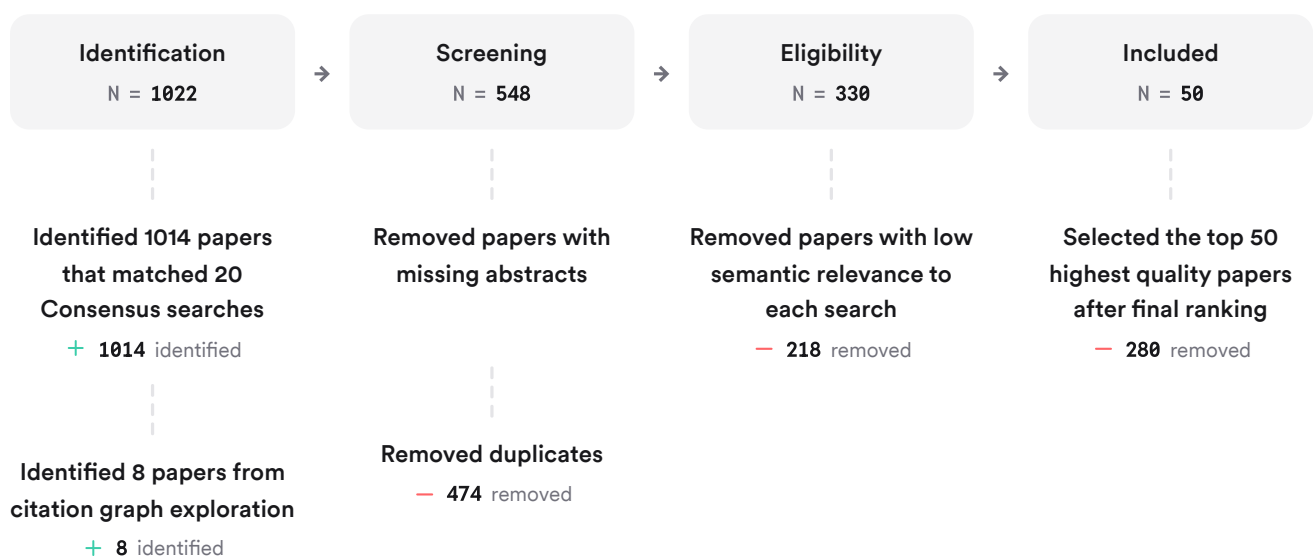 Identification
N = 1022
Identified 1014 papers
that matched 20
Consensus searches
+ 1014 identified
Identified 8 papers from
citation graph exploration
+ 8 identified
Screening
N = 548
Removed papers with
missing abstracts
Removed duplicates
– 474 removed
Eligibility
N = 330
Removed papers with low
semantic relevance to
each search
– 218 removed
Included
N = 50
Selected the top 50
highest quality papers
after final ranking
– 280 removed